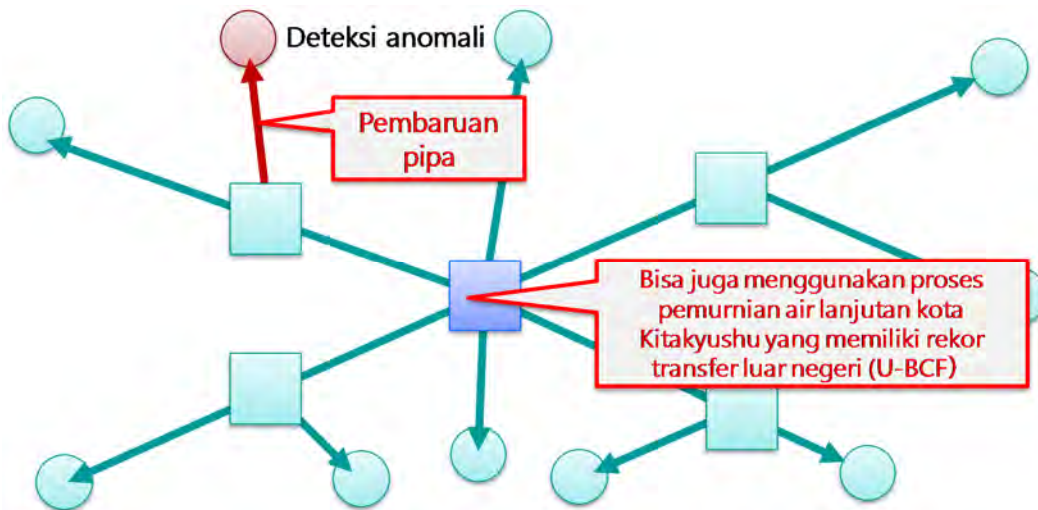 Deteksi anomali
Pembaruan
pipa
Bisa juga menggunakan proses
pemurnian air lanjutan kota
Kitakyushu yang memiliki rekor
transfer luar negeri (U-BCF)